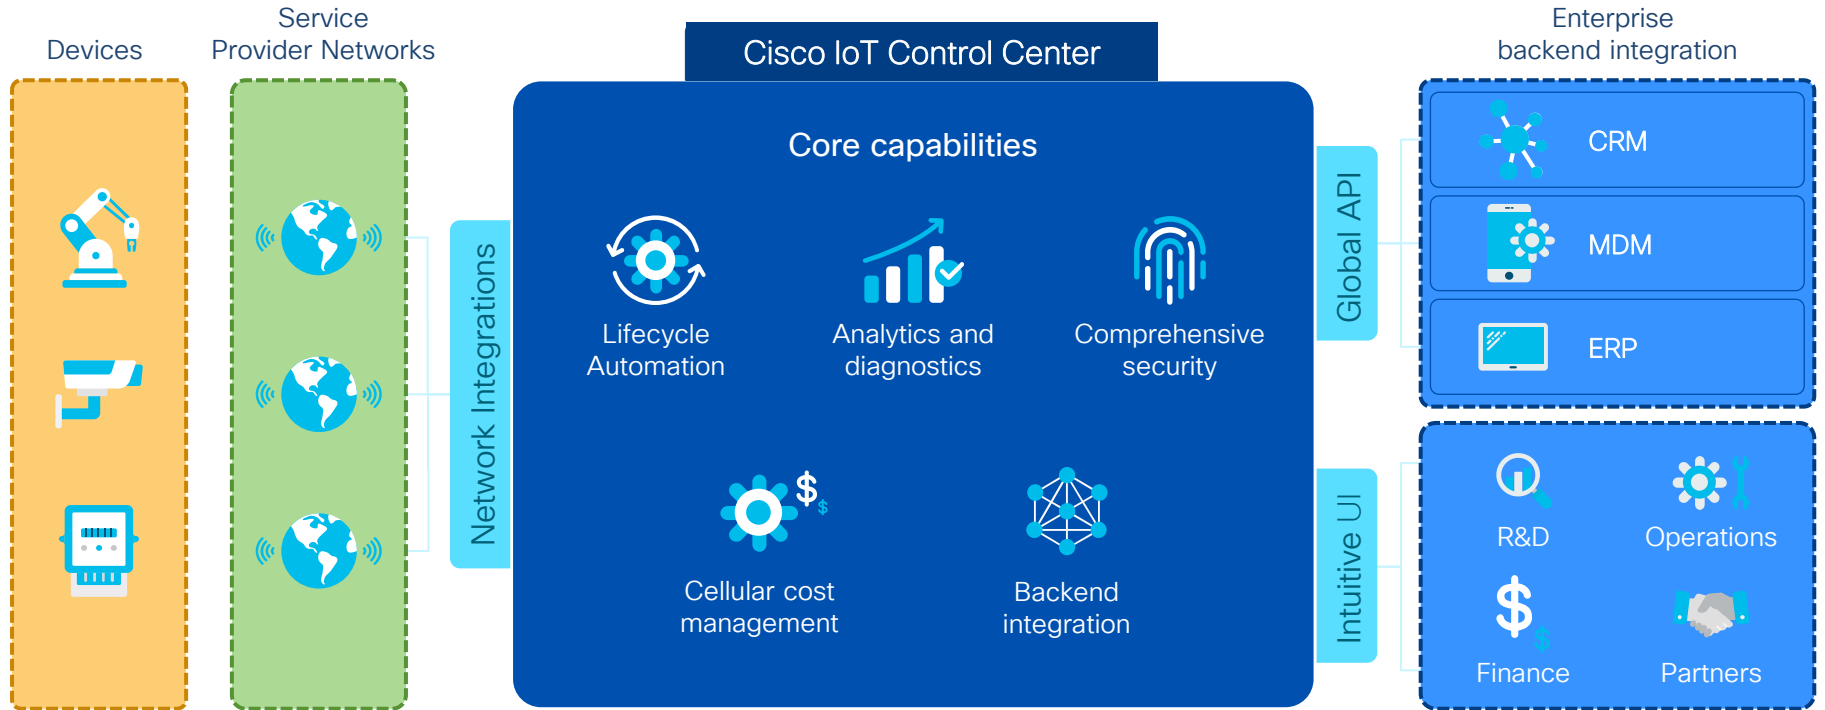 Devices
Service
Provider Networks
Cisco IoT Control Center
Enterprise
backend integration
Network Integrations
Core capabilities
Lifecycle
Automation
Analytics and
diagnostics
Comprehensive
security
$
$
Cellular cost
management
Backend
integration
Global API
Intuitive UI
CRM
MDM
ERP
R&D
Operations
$
$
Finance
Partners